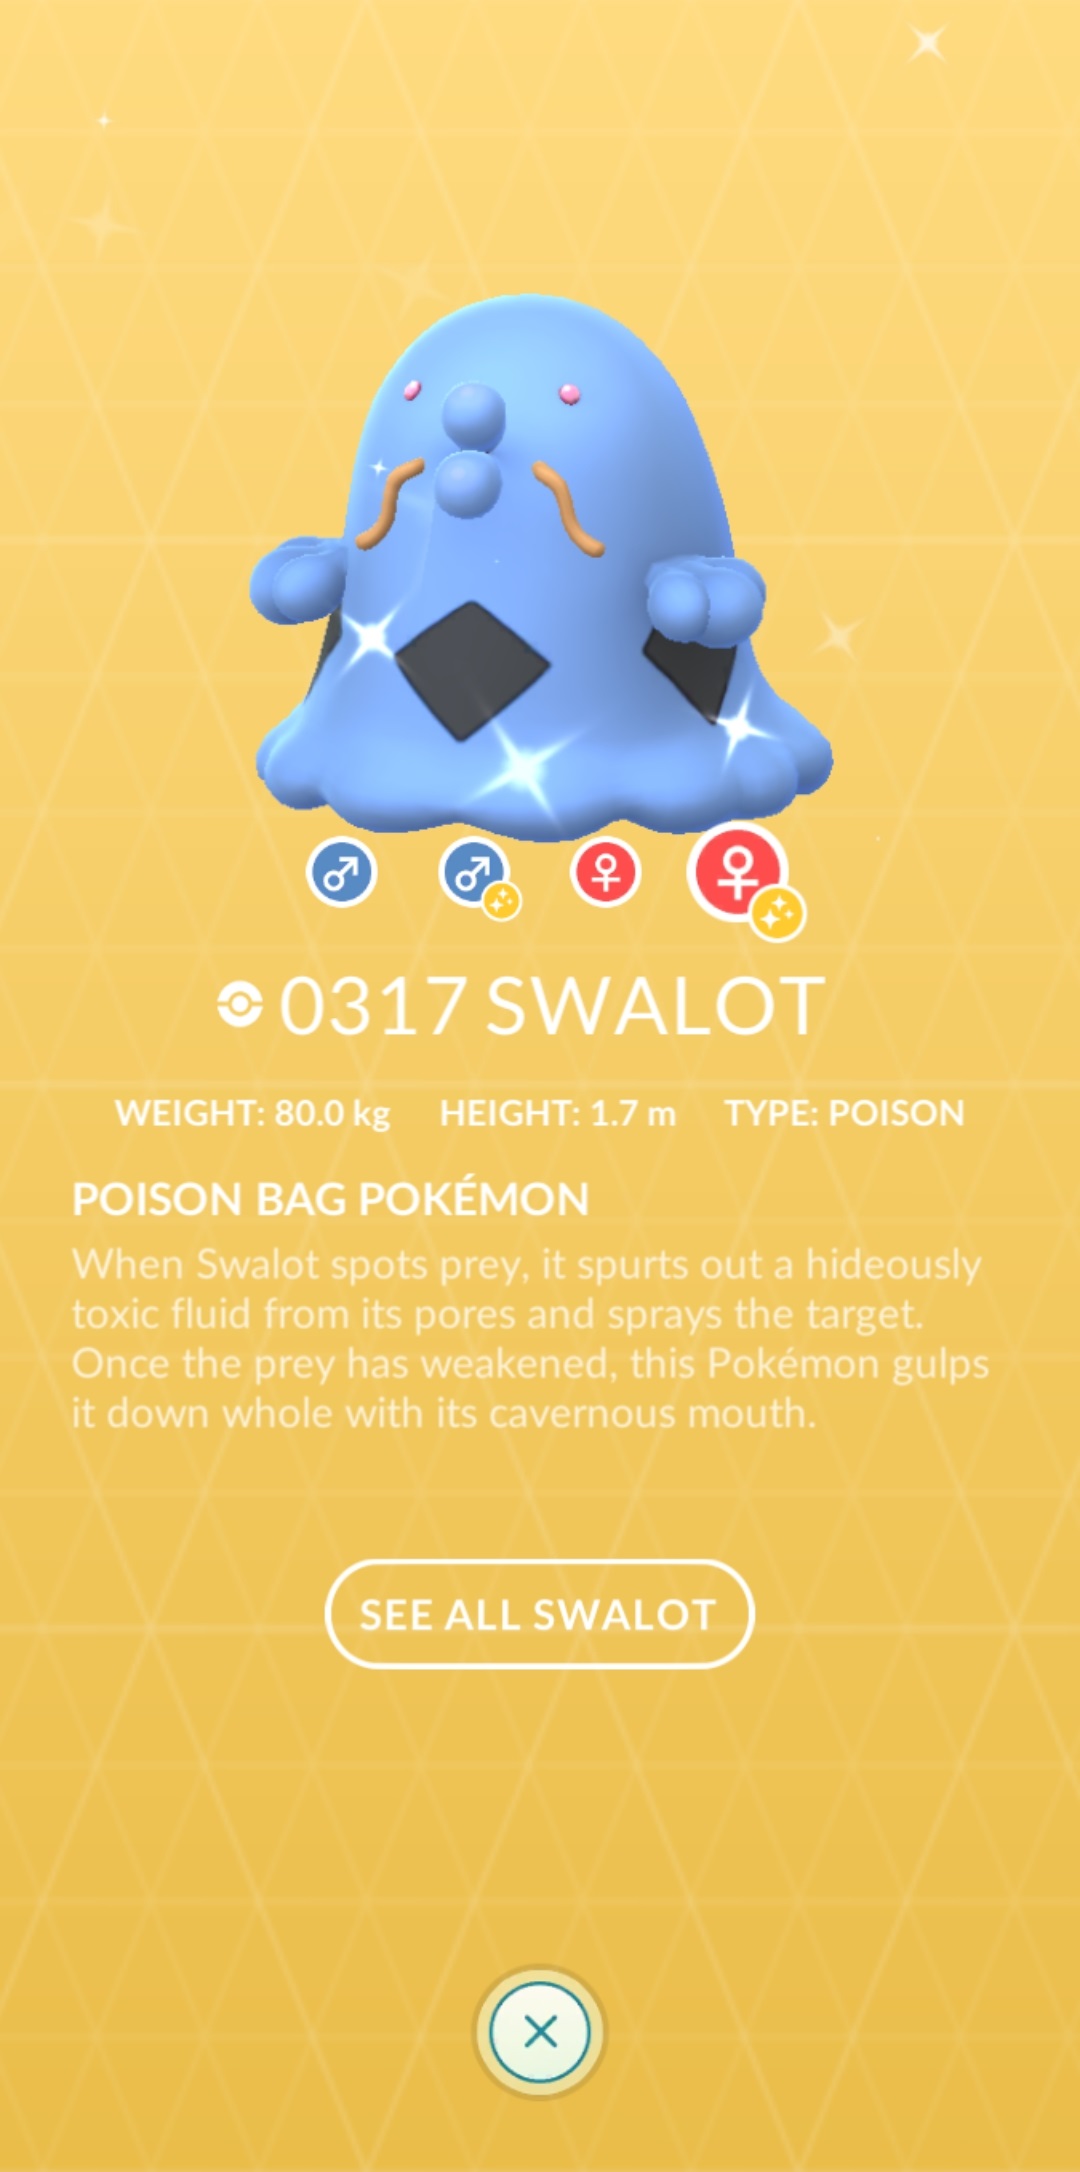 0317 SWALOT
WEIGHT: 80.0 kg HEIGHT: 1.7 m TYPE: POISON
POISON BAG POKÉMON
When Swalot spots prey, it spurts out a hideously
toxic fluid from its pores and sprays the target.
Once the prey has weakened, this Pokémon gulps
it down whole with its cavernous mouth.
SEE ALL SWALOT